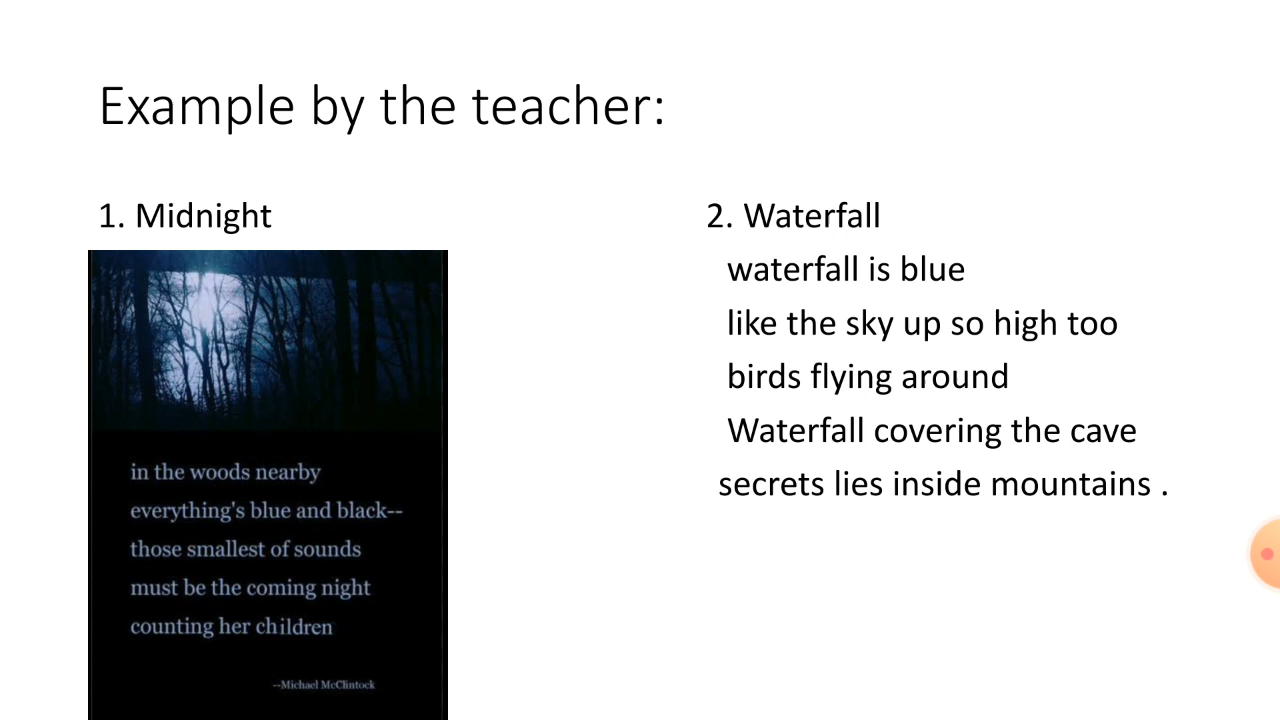 Example by the teacher:
1. Midnight
in the woods nearby
everything's blue and black--
those smallest of sounds
must be the coming night
counting her children
--Michael McClintock
2. Waterfall
waterfall is blue
like the sky up so high too
birds flying around
Waterfall covering the cave
secrets lies inside mountains .